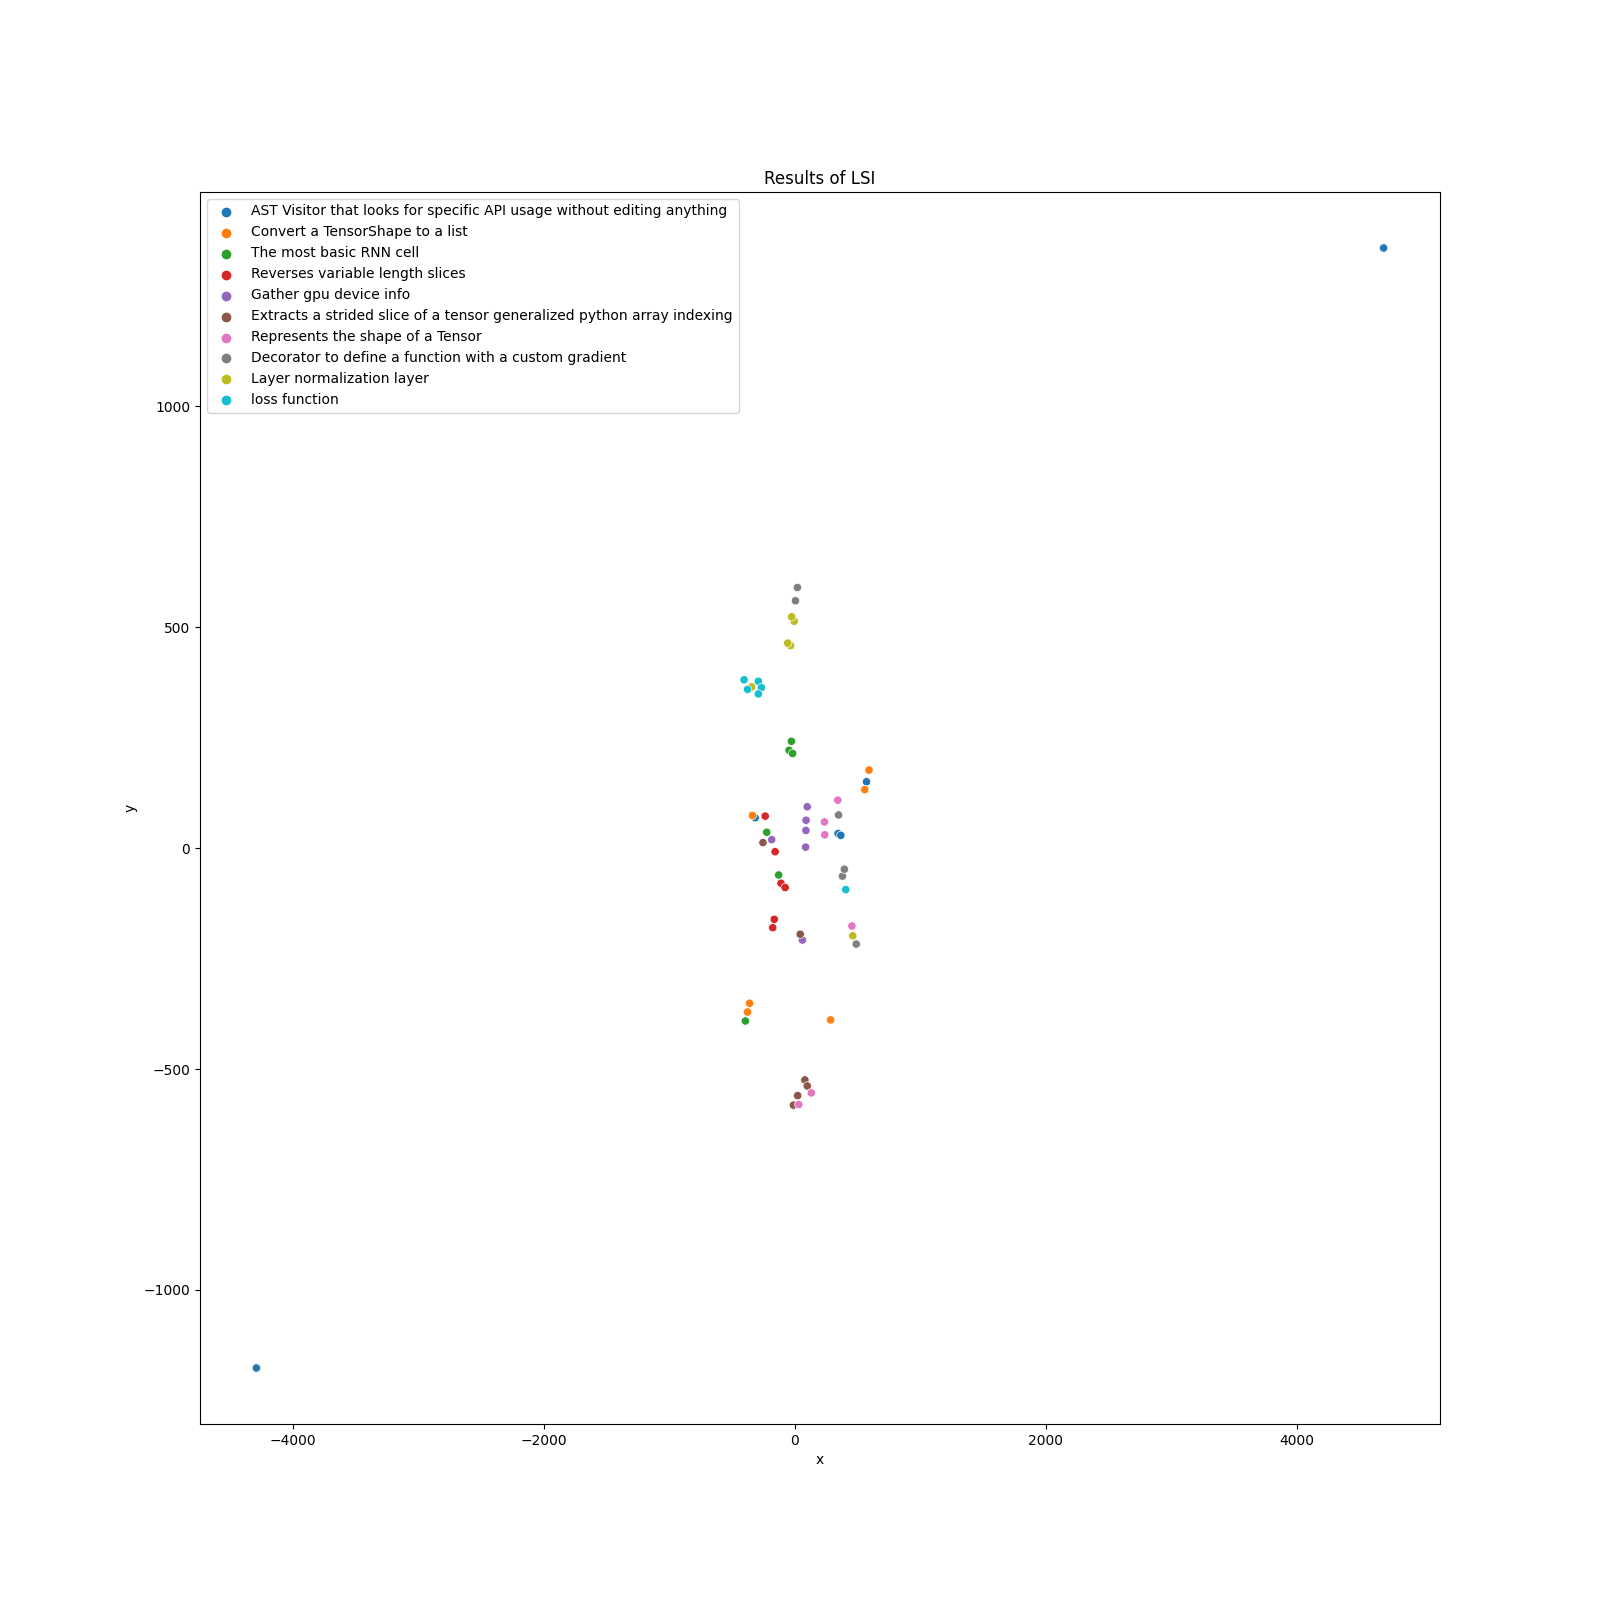 Results of LSI
AST Visitor that looks for specific API usage without editing anything
Convert a TensorShape to a list
The most basic RNN cell
Reverses variable length slices
Gather gpu device info
Extracts a strided slice of a tensor generalized python array indexing
Represents the shape of a Tensor
Decorator to define a function with a custom gradient
Layer normalization layer
loss function
1000
500
0
−500
−1000
y
−4000
−2000
0
2000
4000
x